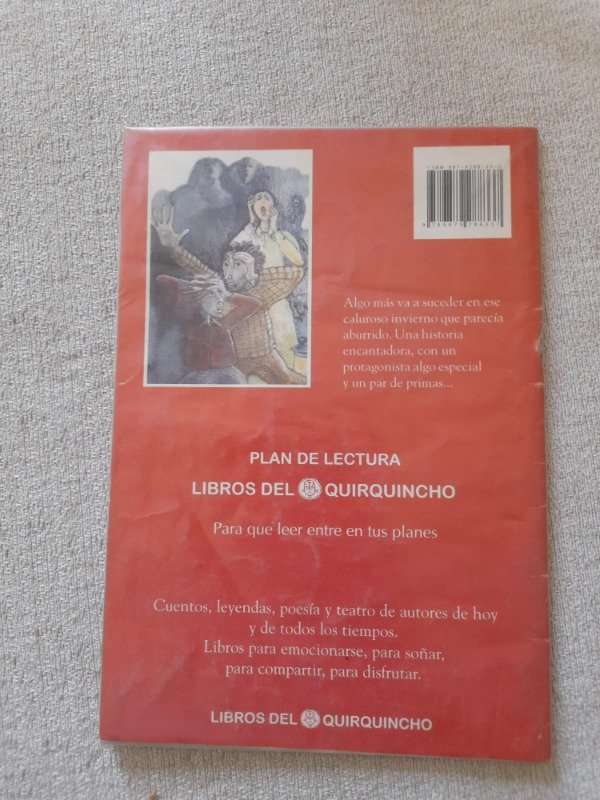 Algo más va a suceder en ese
caluroso invierno que parecía
aburrido. Una historia
encantadora, con un
protagonista algo especial
y un par de primas...
PLAN DE LECTURA
LIBROS DEL QUIRQUINCHO
Para que leer entre en tus planes
Cuentos, leyendas, poesía y teatro de autores de hoy
y de todos los tiempos.
Libros para emocionarse, para soñar,
para compartir, para disfrutar.
LIBROS DEL QUIRQUINCHO